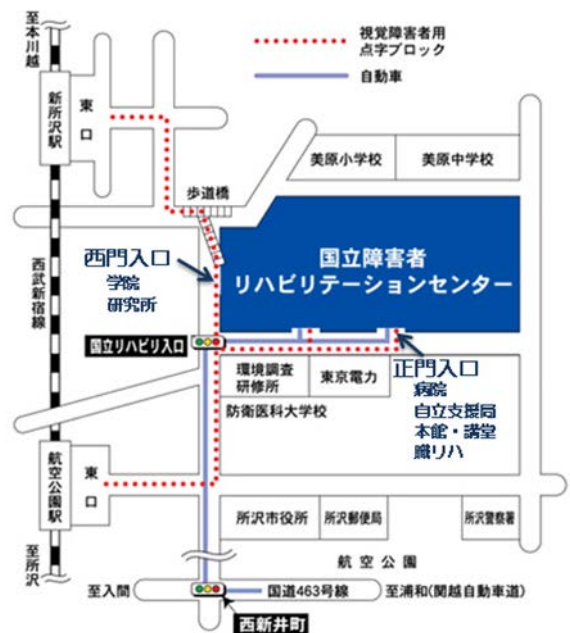 至本川越
視覚障害者用
点字ブロック
自動車
新所沢駅
東口
美原小学校
美原中学校
歩道橋
国立障害者
リハビリテーションセンター
西門入口
学院
研究所
西武新宿線
国立リハビリ入口
正門入口
病院
自立支援局
本館・講堂
職リハ
環境調査
研修所
東京電力
防衛医科大学校
航空公園駅
東口
所沢市役所
所沢郵便局
所沢警察署
至所沢
航空公園
至入間
国道463号線
至浦和(関越自動車道)
西新井町